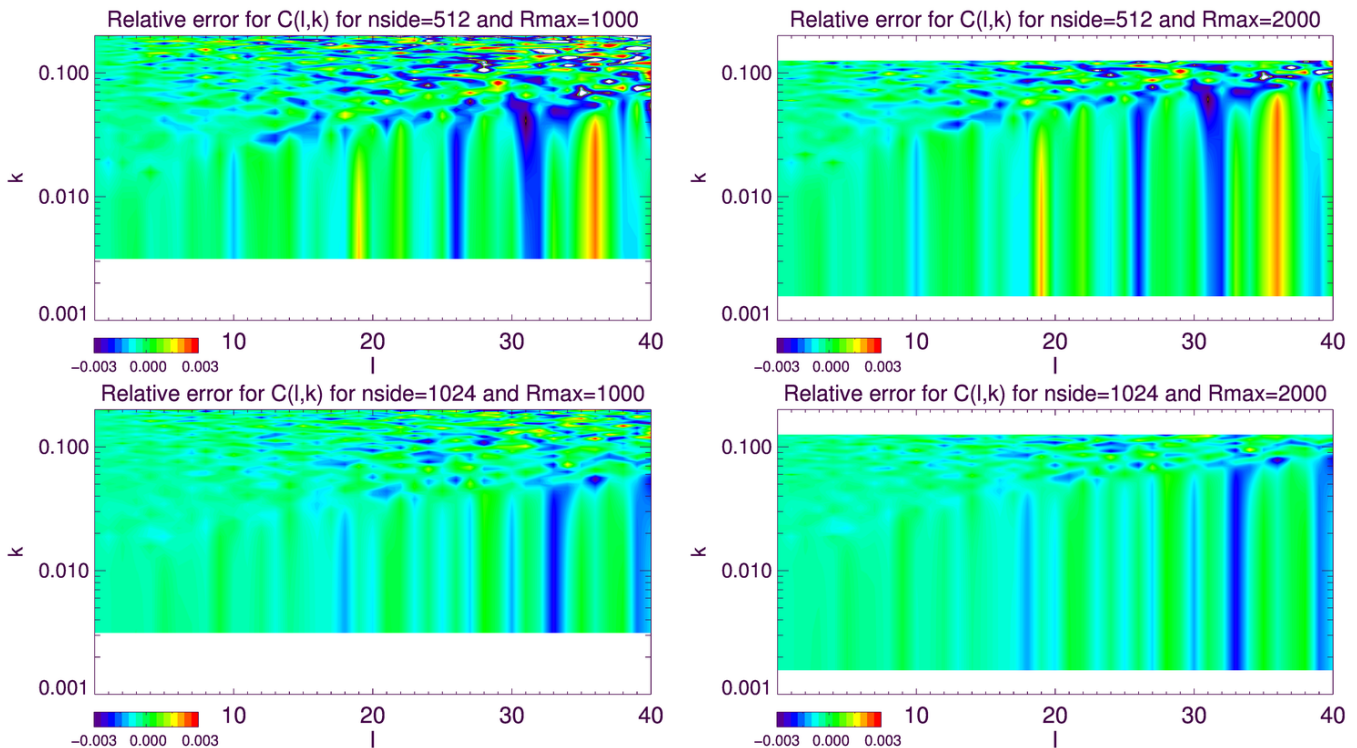 Relative error for C(l,k) for nside=512 and Rmax=1000
0.100
0.010
0.001
k
10 20 30 40
l
−0.003 0.000 0.003
Relative error for C(l,k) for nside=512 and Rmax=2000
0.100
0.010
0.001
k
10 20 30 40
l
−0.003 0.000 0.003
Relative error for C(l,k) for nside=1024 and Rmax=1000
0.100
0.010
0.001
k
10 20 30 40
l
−0.003 0.000 0.003
Relative error for C(l,k) for nside=1024 and Rmax=2000
0.100
0.010
0.001
k
10 20 30 40
l
−0.003 0.000 0.003